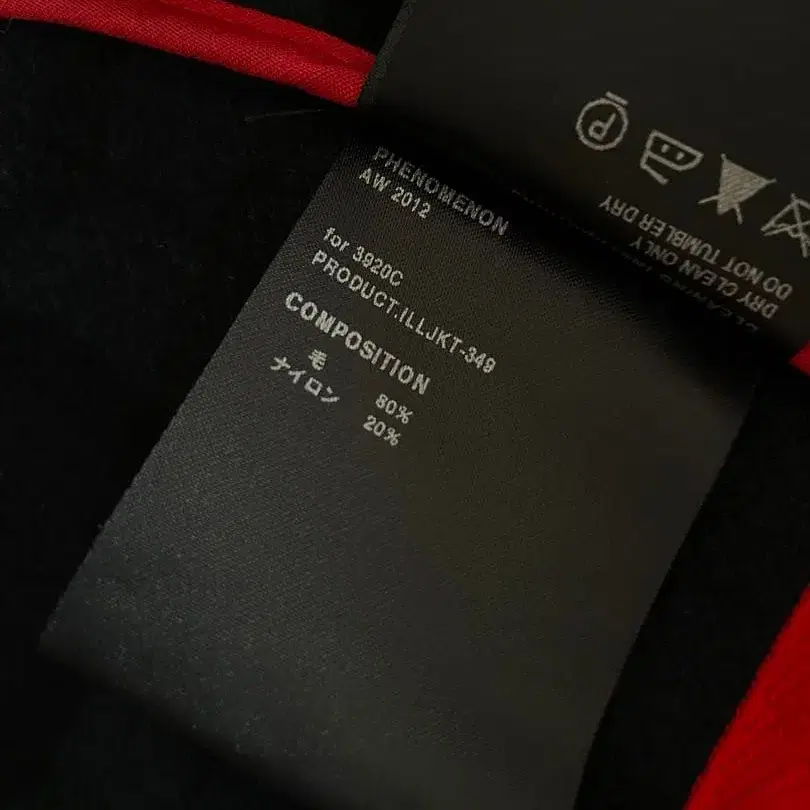 PHENOMENON
AW 2012
for 3920C
PRODUCT.ILLJKT-349
COMPOSITION
毛 80%
ナイロン 20%
DO NOT TUMBLER DRY
DRY CLEAN ONLY